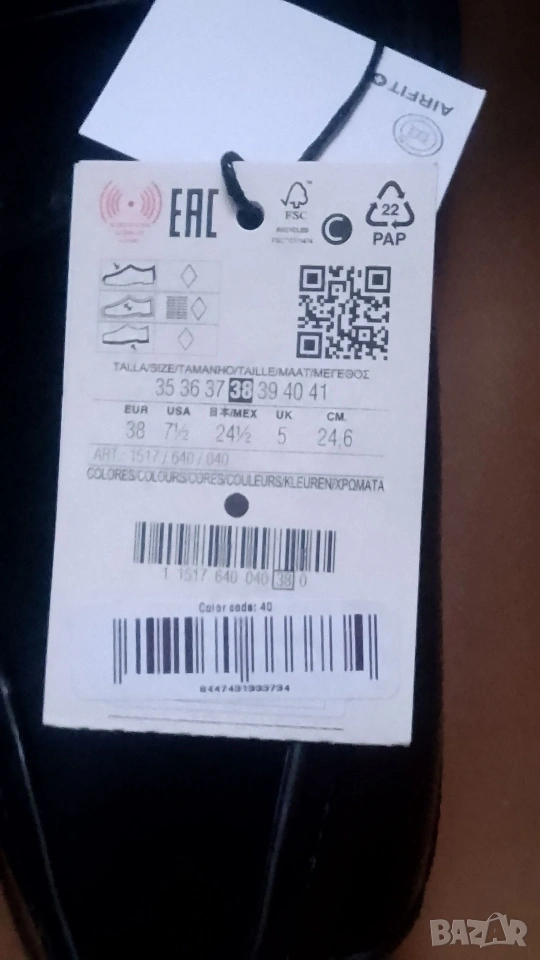 AIRFIT
EAC
FSC
C
22
PAP
TALLA/SIZE/TAMANHO/TAILLE/MAAT/ΜΕΓΕΘΟΣ
35 36 37 38 39 40 41
EUR USA 日本/MEX UK CM.
38 7½ 24½ 5 24,6
ART.: 1517 / 640 / 040
COLORES/COLOURS/CORES/COULEURS/KLEUREN/ΧΡΩΜΑΤΑ
1 1517 640 040 38 0
Color code: 40
8447431933734
BAZAR